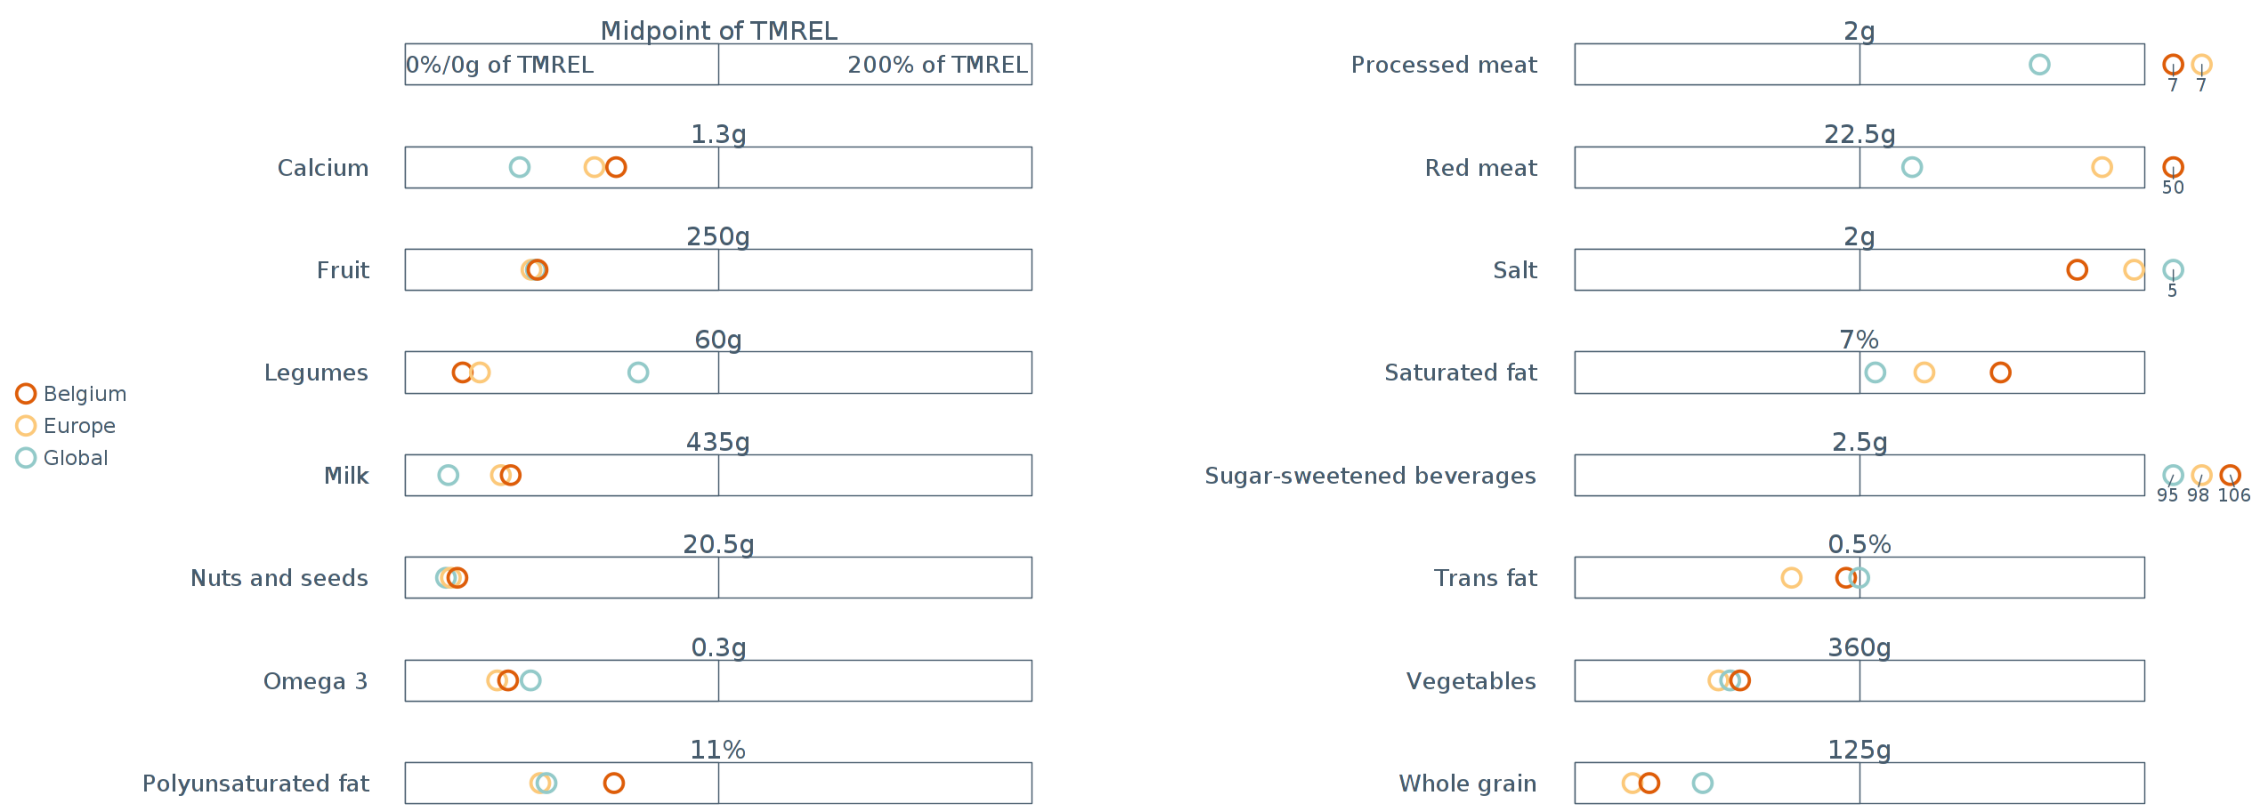 Midpoint of TMREL
0%/0g of TMREL
200% of TMREL
1.3g
Calcium
250g
Fruit
60g
Legumes
435g
Milk
20.5g
Nuts and seeds
0.3g
Omega 3
11%
Polyunsaturated fat
Belgium
Europe
Global
2g
Processed meat
7 7
22.5g
Red meat
50
2g
Salt
5
7%
Saturated fat
2.5g
Sugar-sweetened beverages
95 98 106
0.5%
Trans fat
360g
Vegetables
125g
Whole grain